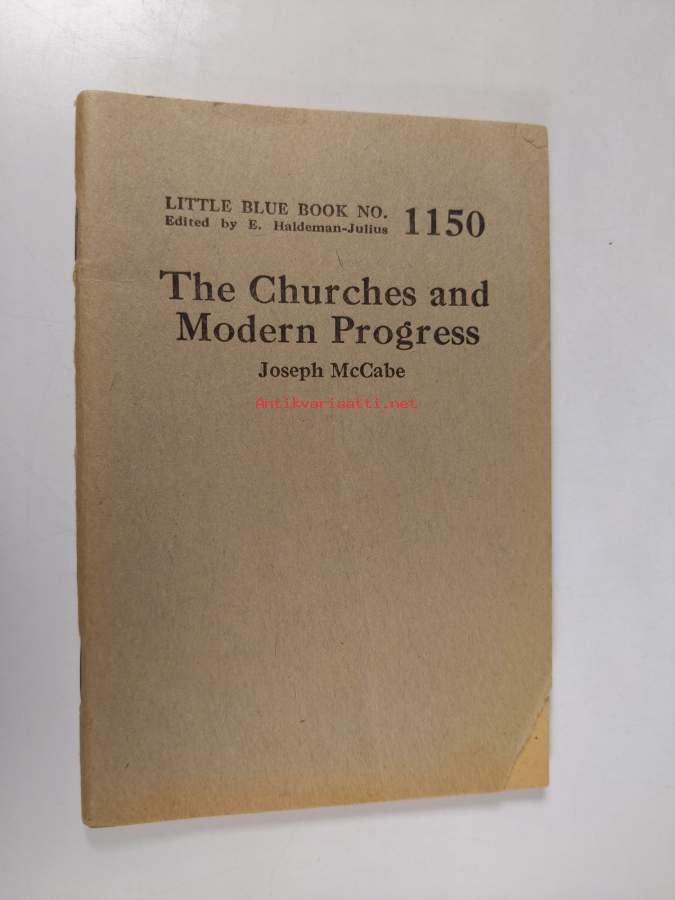 LITTLE BLUE BOOK NO. 1150
Edited by E. Haldeman-Julius
The Churches and
Modern Progress
Joseph McCabe
Antikvariaatti.net